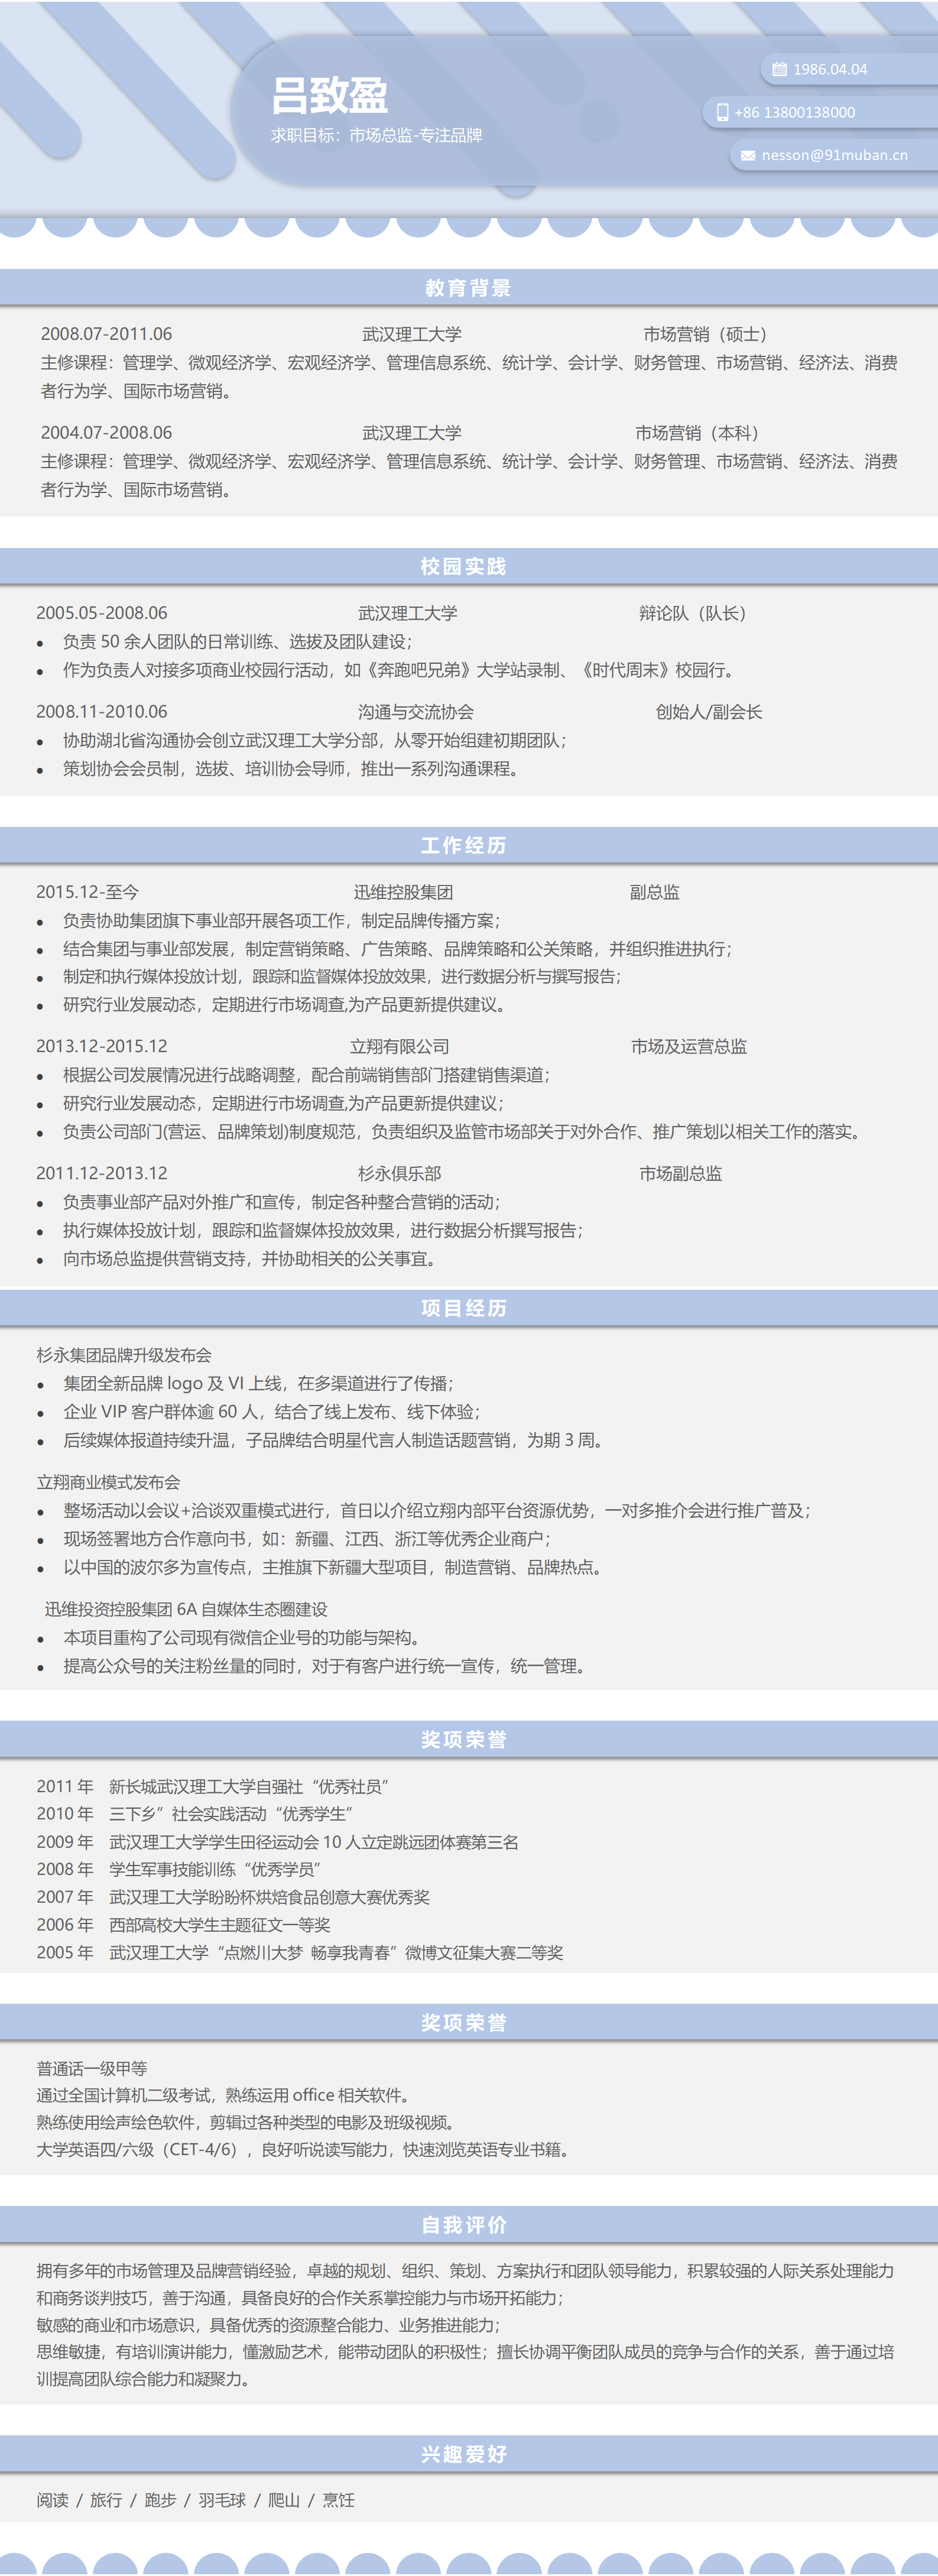 吕致盈
求职目标：市场总监-专注品牌
1986.04.04
+86 13800138000
nesson@91muban.cn
教育背景
2008.07-2011.06 武汉理工大学 市场营销（硕士）
主修课程：管理学、微观经济学、宏观经济学、管理信息系统、统计学、会计学、财务管理、市场营销、经济法、消费
者行为学、国际市场营销。
2004.07-2008.06 武汉理工大学 市场营销（本科）
主修课程：管理学、微观经济学、宏观经济学、管理信息系统、统计学、会计学、财务管理、市场营销、经济法、消费
者行为学、国际市场营销。
校园实践
2005.05-2008.06 武汉理工大学 辩论队（队长）
● 负责 50 余人团队的日常训练、选拔及团队建设；
● 作为负责人对接多项商业校园行活动，如《奔跑吧兄弟》大学站录制、《时代周末》校园行。
2008.11-2010.06 沟通与交流协会 创始人/副会长
● 协助湖北省沟通协会创立武汉理工大学分部，从零开始组建初期团队；
● 策划协会会员制，选拔、培训协会导师，推出一系列沟通课程。
工作经历
2015.12-至今 迅维控股集团 副总监
● 负责协助集团旗下事业部开展各项工作，制定品牌传播方案；
● 结合集团与事业部发展，制定营销策略、广告策略、品牌策略和公关策略，并组织推进执行；
● 制定和执行媒体投放计划，跟踪和监督媒体投放效果，进行数据分析与撰写报告；
● 研究行业发展动态，定期进行市场调查,为产品更新提供建议。
2013.12-2015.12 立翔有限公司 市场及运营总监
● 根据公司发展情况进行战略调整，配合前端销售部门搭建销售渠道；
● 研究行业发展动态，定期进行市场调查,为产品更新提供建议；
● 负责公司部门(营运、品牌策划)制度规范，负责组织及监管市场部关于对外合作、推广策划以相关工作的落实。
2011.12-2013.12 杉永俱乐部 市场副总监
● 负责事业部产品对外推广和宣传，制定各种整合营销的活动；
● 执行媒体投放计划，跟踪和监督媒体投放效果，进行数据分析撰写报告；
● 向市场总监提供营销支持，并协助相关的公关事宜。
项目经历
杉永集团品牌升级发布会
● 集团全新品牌 logo 及 VI 上线，在多渠道进行了传播；
● 企业 VIP 客户群体逾 60 人，结合了线上发布、线下体验；
● 后续媒体报道持续升温，子品牌结合明星代言人制造话题营销，为期 3 周。
立翔商业模式发布会
● 整场活动以会议+洽谈双重模式进行，首日以介绍立翔内部平台资源优势，一对多推介会进行推广普及；
● 现场签署地方合作意向书，如：新疆、江西、浙江等优秀企业商户；
● 以中国的波尔多为宣传点，主推旗下新疆大型项目，制造营销、品牌热点。
迅维投资控股集团 6A 自媒体生态圈建设
● 本项目重构了公司现有微信企业号的功能与架构。
● 提高公众号的关注粉丝量的同时，对于有客户进行统一宣传，统一管理。
奖项荣誉
2011 年 新长城武汉理工大学自强社“优秀社员”
2010 年 三下乡”社会实践活动“优秀学生”
2009 年 武汉理工大学学生田径运动会 10 人立定跳远团体赛第三名
2008 年 学生军事技能训练“优秀学员”
2007 年 武汉理工大学盼盼杯烘焙食品创意大赛优秀奖
2006 年 西部高校大学生主题征文一等奖
2005 年 武汉理工大学“点燃川大梦 畅享我青春”微博文征集大赛二等奖
奖项荣誉
普通话一级甲等
通过全国计算机二级考试，熟练运用 office 相关软件。
熟练使用绘声绘色软件，剪辑过各种类型的电影及班级视频。
大学英语四/六级（CET-4/6），良好听说读写能力，快速浏览英语专业书籍。
自我评价
拥有多年的市场管理及品牌营销经验，卓越的规划、组织、策划、方案执行和团队领导能力，积累较强的人际关系处理能力
和商务谈判技巧，善于沟通，具备良好的合作关系掌控能力与市场开拓能力；
敏感的商业和市场意识，具备优秀的资源整合能力、业务推进能力；
思维敏捷，有培训演讲能力，懂激励艺术，能带动团队的积极性；擅长协调平衡团队成员的竞争与合作的关系，善于通过培
训提高团队综合能力和凝聚力。
兴趣爱好
阅读 / 旅行 / 跑步 / 羽毛球 / 爬山 / 烹饪